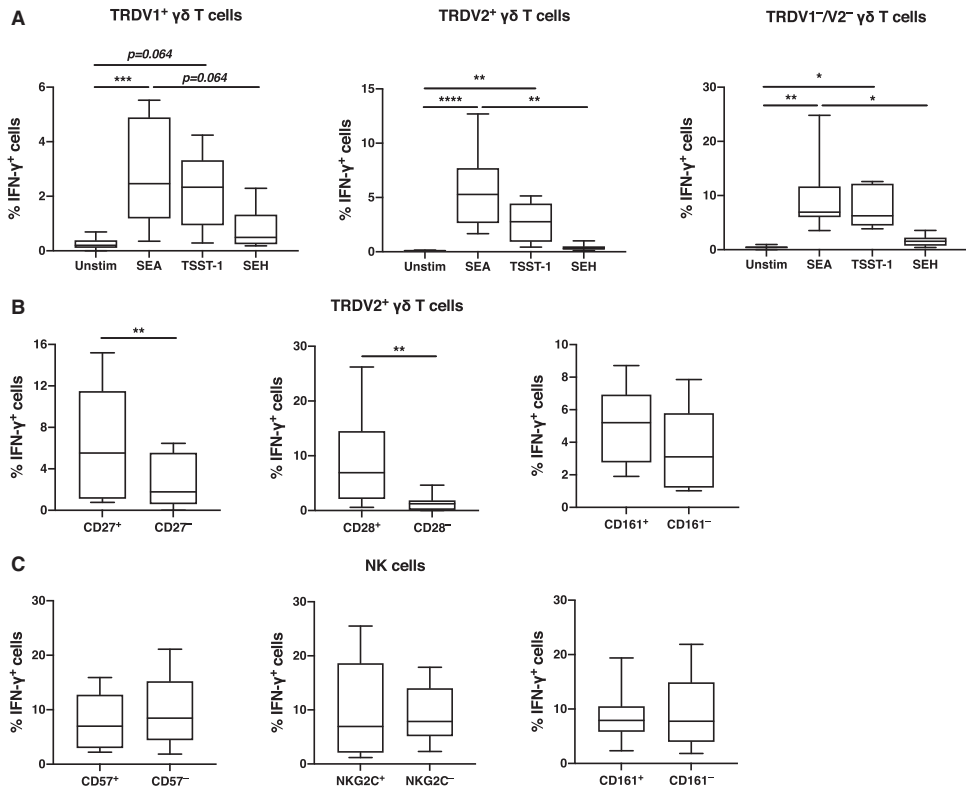 A
TRDV1⁺ γδ T cells
TRDV2⁺ γδ T cells
TRDV1⁻/V2⁻ γδ T cells
p=0.064
*** p=0.064
% IFN-γ⁺ cells
6
4
2
0
Unstim SEA TSST-1 SEH
**
**** **
% IFN-γ⁺ cells
15
10
5
0
Unstim SEA TSST-1 SEH
*
** *
% IFN-γ⁺ cells
30
20
10
0
Unstim SEA TSST-1 SEH
B
TRDV2⁺ γδ T cells
**
% IFN-γ⁺ cells
16
12
8
4
0
CD27⁺ CD27⁻
**
% IFN-γ⁺ cells
30
20
10
0
CD28⁺ CD28⁻
% IFN-γ⁺ cells
10
8
6
4
2
0
CD161⁺ CD161⁻
C
NK cells
% IFN-γ⁺ cells
30
20
10
0
CD57⁺ CD57⁻
% IFN-γ⁺ cells
30
20
10
0
NKG2C⁺ NKG2C⁻
% IFN-γ⁺ cells
30
20
10
0
CD161⁺ CD161⁻